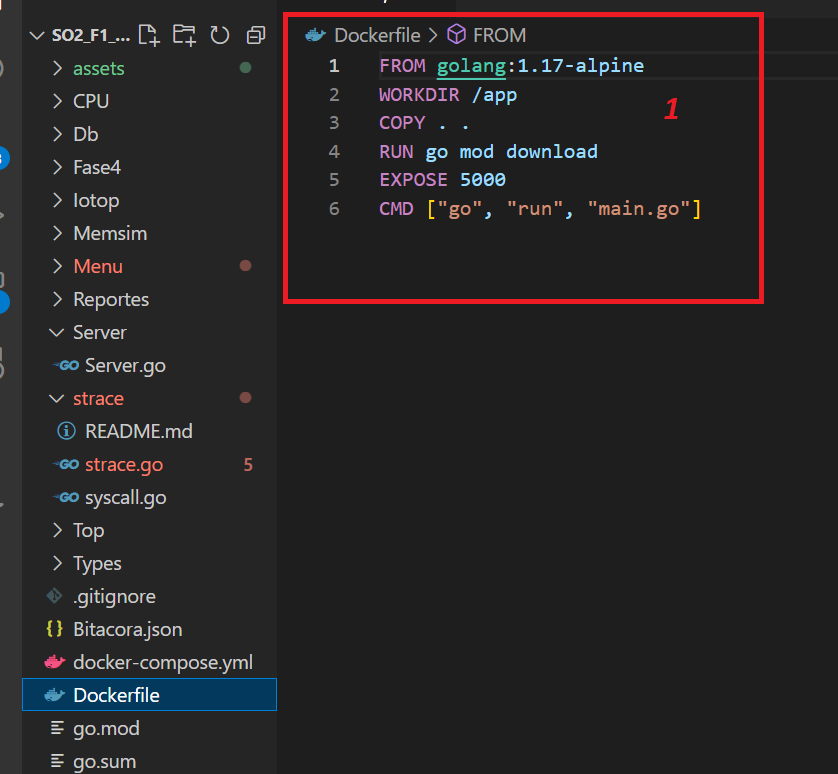 SO2_F1_...
assets
CPU
Db
Fase4
Iotop
Memsim
Menu
Reportes
Server
GO Server.go
strace
README.md
GO strace.go 5
GO syscall.go
Top
Types
.gitignore
{} Bitacora.json
docker-compose.yml
Dockerfile
go.mod
go.sum
Dockerfile > FROM
1 FROM golang:1.17-alpine
2 WORKDIR /app
3 COPY . .
4 RUN go mod download
5 EXPOSE 5000
6 CMD ["go", "run", "main.go"]
1